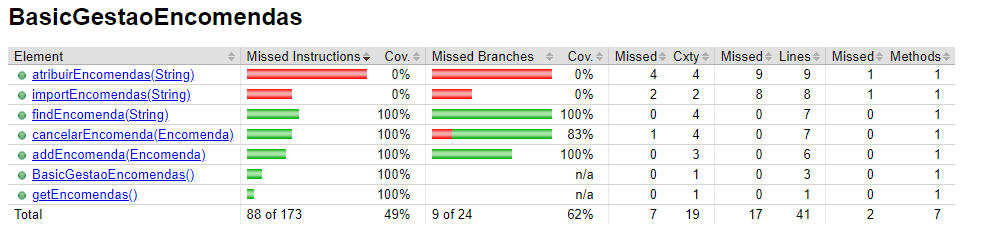 BasicGestaoEncomendas
Element Missed Instructions Cov. Missed Branches Cov. Missed Cxty Missed Lines Missed Methods
atribuirEncomendas(String) 0% 0% 4 4 9 9 1 1
importEncomendas(String) 0% 0% 2 2 8 8 1 1
findEncomenda(String) 100% 100% 0 4 0 7 0 1
cancelarEncomenda(Encomenda) 100% 83% 1 4 0 7 0 1
addEncomenda(Encomenda) 100% 100% 0 3 0 6 0 1
BasicGestaoEncomendas() 100% n/a 0 1 0 3 0 1
getEncomendas() 100% n/a 0 1 0 1 0 1
Total 88 of 173 49% 9 of 24 62% 7 19 17 41 2 7